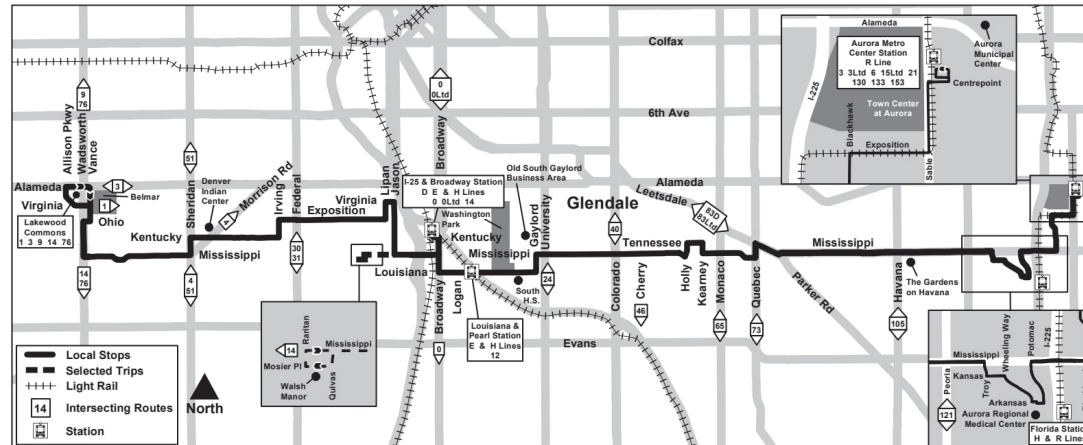 Colfax
6th Ave
Allison Pkwy
Wadsworth
Vance
9
76
Alameda
3
Belmar
1
Virginia
Ohio
Lakewood
Commons
1 3 9 14 76
14
76
Kentucky
Sheridan
51
Denver
Indian
Center
4
Morrison Rd
Mississippi
4
51
Irving
Federal
Exposition
30
31
Virginia
Lipan
Jason
Broadway
0
0Ltd
I-25 & Broadway Station
D E & H Lines
0 0Ltd 14
Washington
Park
Old South Gaylord
Business Area
Kentucky
Mississippi
Gaylord
University
Louisiana
Broadway
Logan
0
South
H.S.
24
Louisiana &
Pearl Station
E & H Lines
12
Evans
Glendale
Alameda
Leetsdale
83D
83Ltd
40
Tennessee
Colorado
Cherry
46
Holly
Kearney
Monaco
65
Quebec
73
Parker Rd
Mississippi
Havana
105
The Gardens
on Havana
Raritan
Mississippi
14
Mosier Pl
Walsh
Manor
Quivas
Alameda
Aurora Metro
Center Station
R Line
3 3Ltd 6 15Ltd 21
130 133 153
Aurora
Municipal
Center
Centrepoint
I-225
Blackhawk
Town Center
at Aurora
Exposition
Sable
Mississippi
Wheeling Way
Potomac
I-225
Kansas
Troy
Peoria
121
Arkansas
Aurora Regional
Medical Center
Florida Station
H & R Lines
Local Stops
Selected Trips
Light Rail
14
Intersecting Routes
Station
North